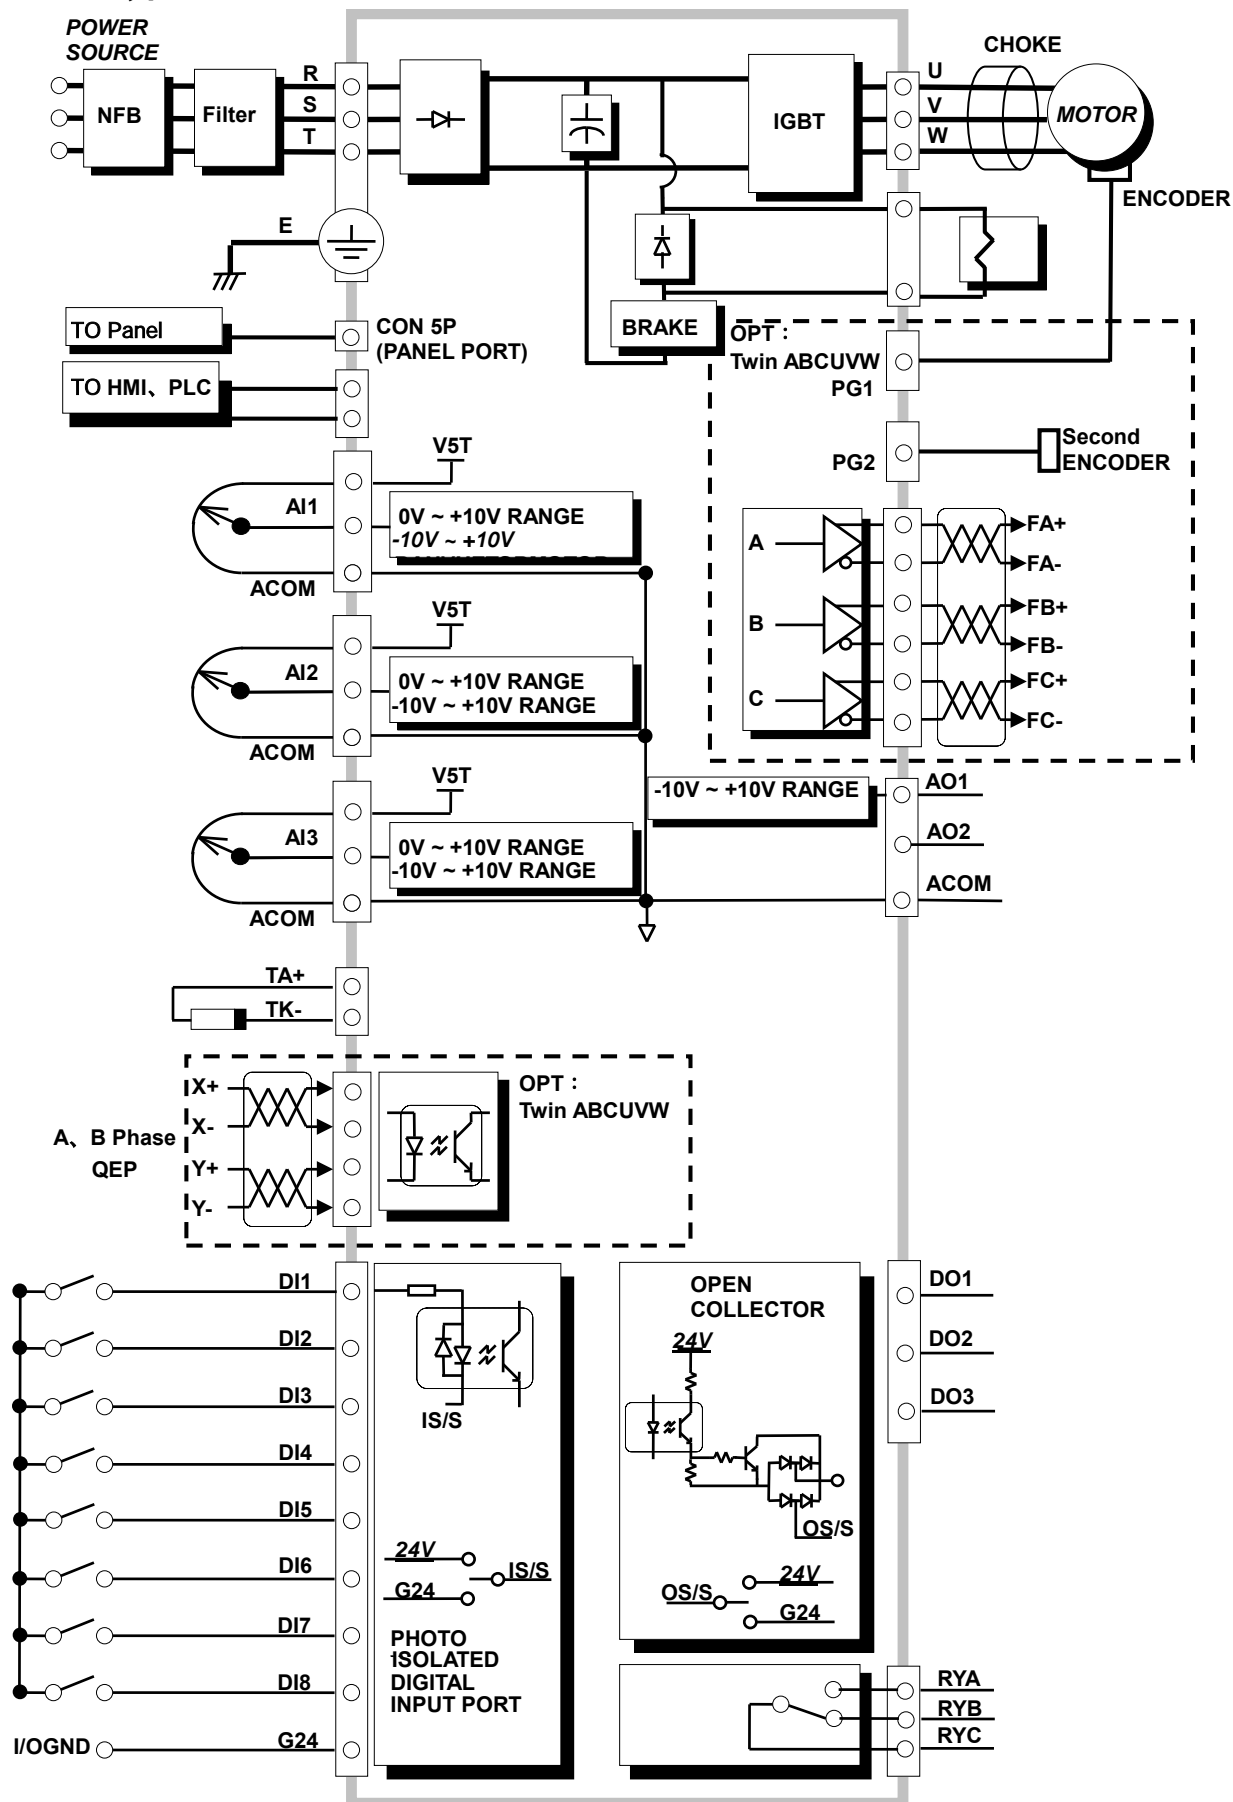 POWER
SOURCE
NFB
Filter
R
S
T
IGBT
U
V
W
CHOKE
MOTOR
ENCODER
E
BRAKE
TO Panel
CON 5P
(PANEL PORT)
TO HMI、PLC
OPT：
Twin ABCUVW
PG1
PG2
Second
ENCODER
V5T
AI1
0V ~ +10V RANGE
-10V ~ +10V
ACOM
A
FA+
FA-
B
FB+
FB-
C
FC+
FC-
V5T
AI2
0V ~ +10V RANGE
-10V ~ +10V RANGE
ACOM
V5T
AI3
0V ~ +10V RANGE
-10V ~ +10V RANGE
ACOM
-10V ~ +10V RANGE
AO1
AO2
ACOM
TA+
TK-
X+
X-
A、B Phase
QEP
Y+
Y-
OPT：
Twin ABCUVW
DI1
DI2
DI3
DI4
DI5
DI6
DI7
DI8
I/OGND
G24
IS/S
24V
IS/S
G24
PHOTO
ISOLATED
DIGITAL
INPUT PORT
OPEN
COLLECTOR
24V
OS/S
24V
OS/S
G24
DO1
DO2
DO3
RYA
RYB
RYC